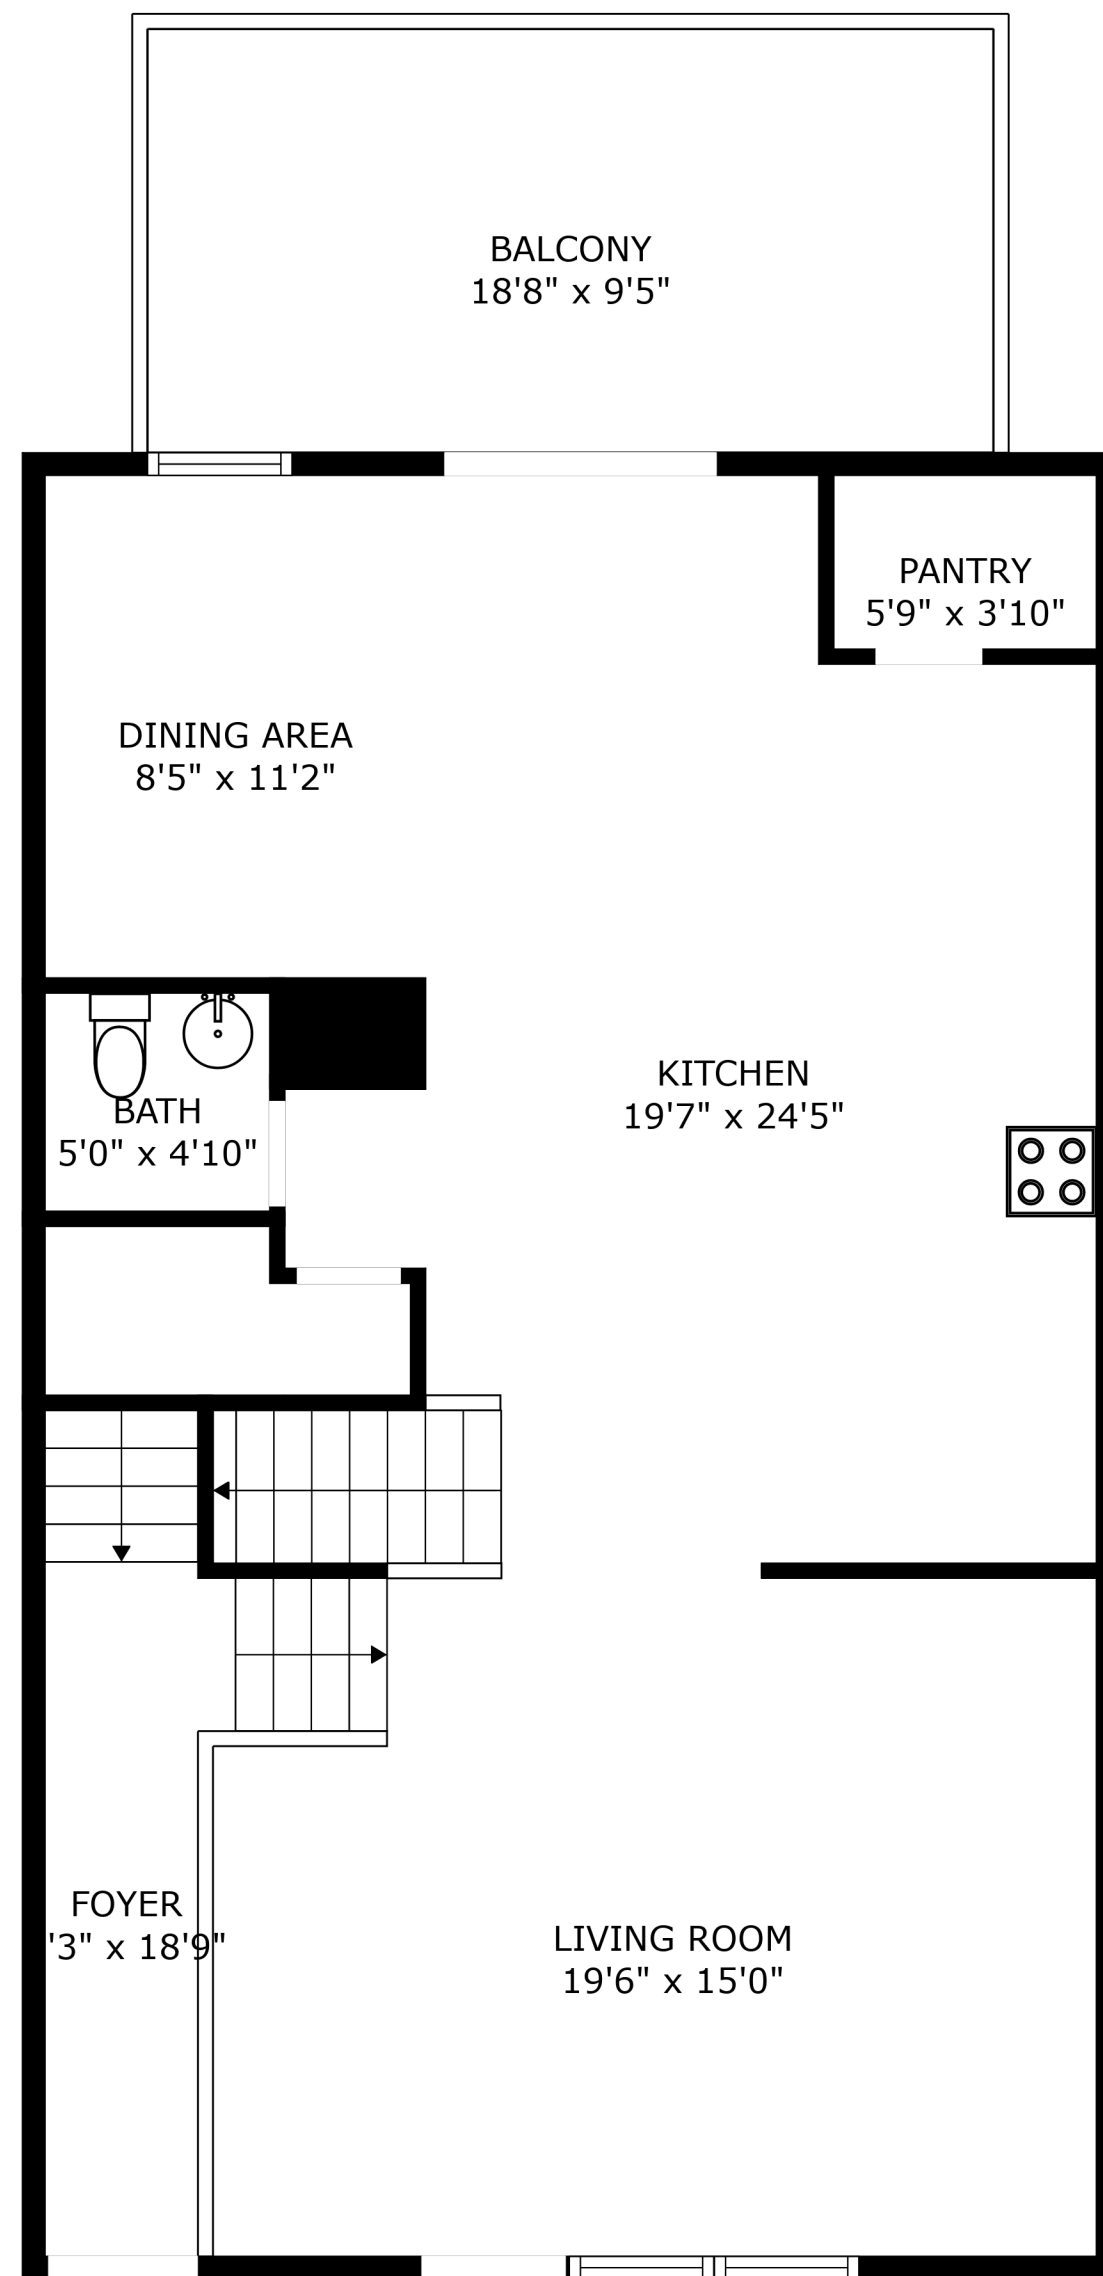 BALCONY
18'8" x 9'5"
PANTRY
5'9" x 3'10"
DINING AREA
8'5" x 11'2"
KITCHEN
19'7" x 24'5"
BATH
5'0" x 4'10"
FOYER
'3" x 18'9"
LIVING ROOM
19'6" x 15'0"